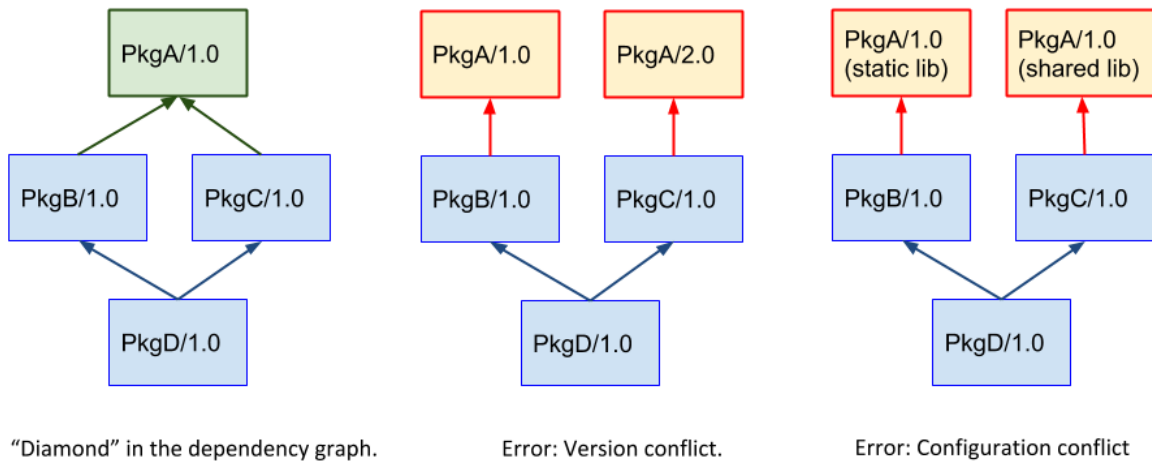 PkgA/1.0
PkgB/1.0
PkgC/1.0
PkgD/1.0
“Diamond” in the dependency graph.
PkgA/1.0
PkgA/2.0
PkgB/1.0
PkgC/1.0
PkgD/1.0
Error: Version conflict.
PkgA/1.0
(static lib)
PkgA/1.0
(shared lib)
PkgB/1.0
PkgC/1.0
PkgD/1.0
Error: Configuration conflict